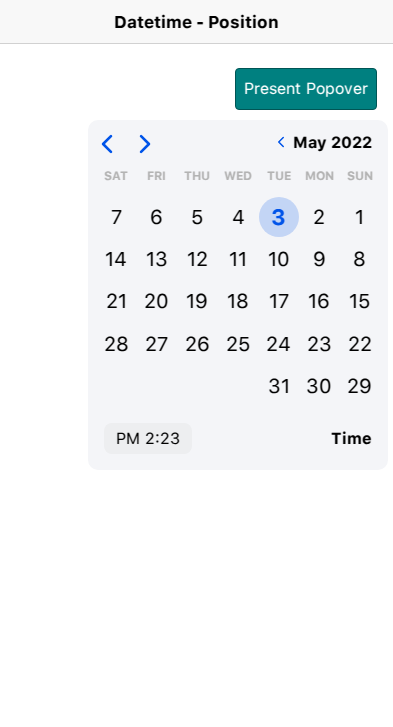 Datetime - Position
Present Popover
May 2022
SAT FRI THU WED TUE MON SUN
7 6 5 4 3 2 1
14 13 12 11 10 9 8
21 20 19 18 17 16 15
28 27 26 25 24 23 22
31 30 29
PM 2:23 Time